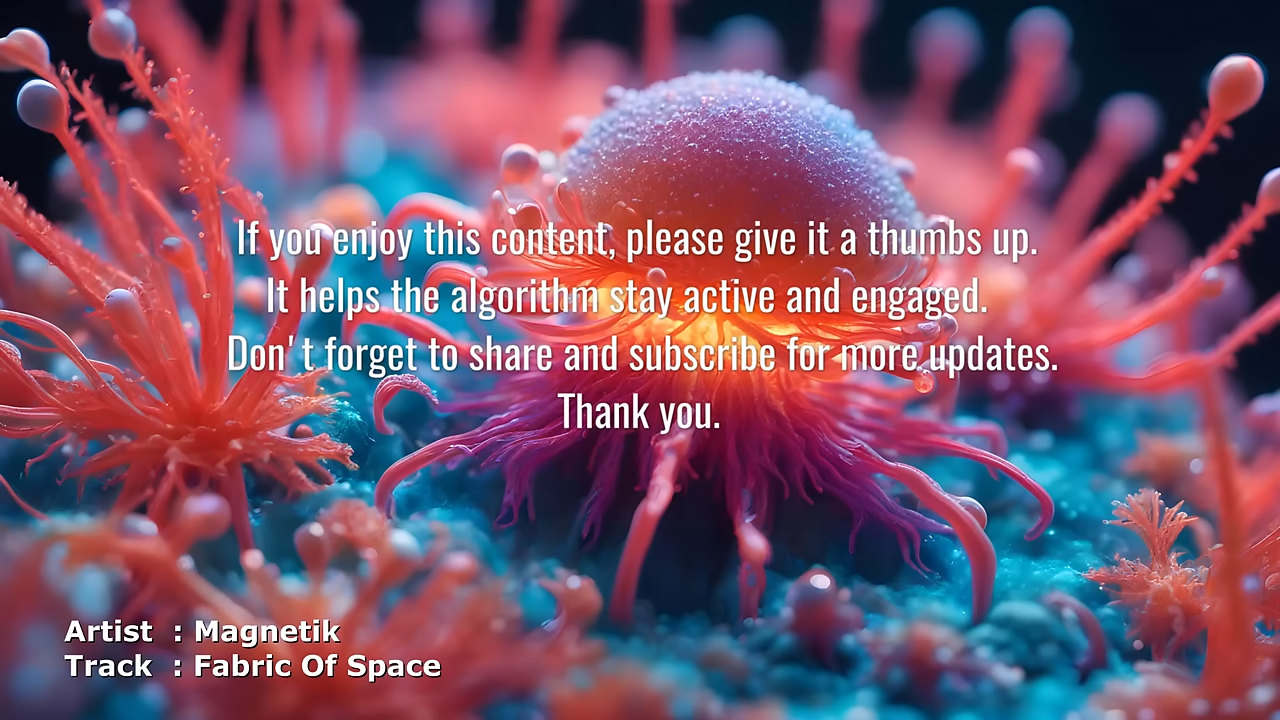 If you enjoy this content, please give it a thumbs up.
It helps the algorithm stay active and engaged.
Don't forget to share and subscribe for more updates.
Thank you.
Artist : Magnetik
Track : Fabric Of Space